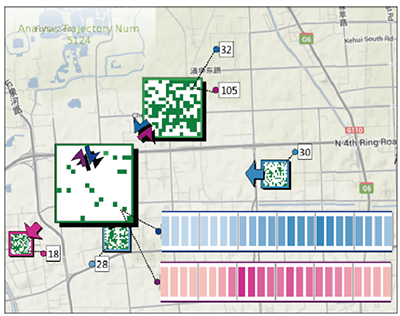 Analysis Trajectory Num
5124
32
清华东路
Kehui South Rd
G6
105
G110
N 4th Ring Road
30
G6
18
28